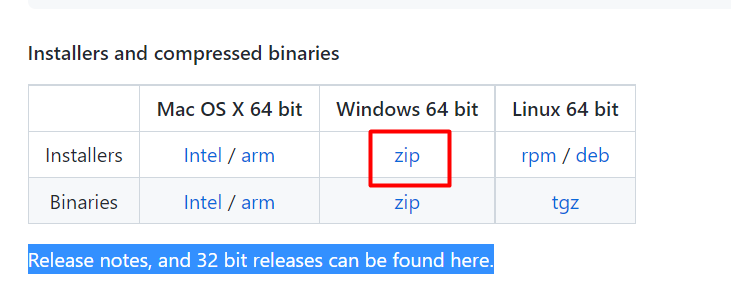 Installers and compressed binaries
Mac OS X 64 bit Windows 64 bit Linux 64 bit
Installers Intel / arm zip rpm / deb
Binaries Intel / arm zip tgz
Release notes, and 32 bit releases can be found here.